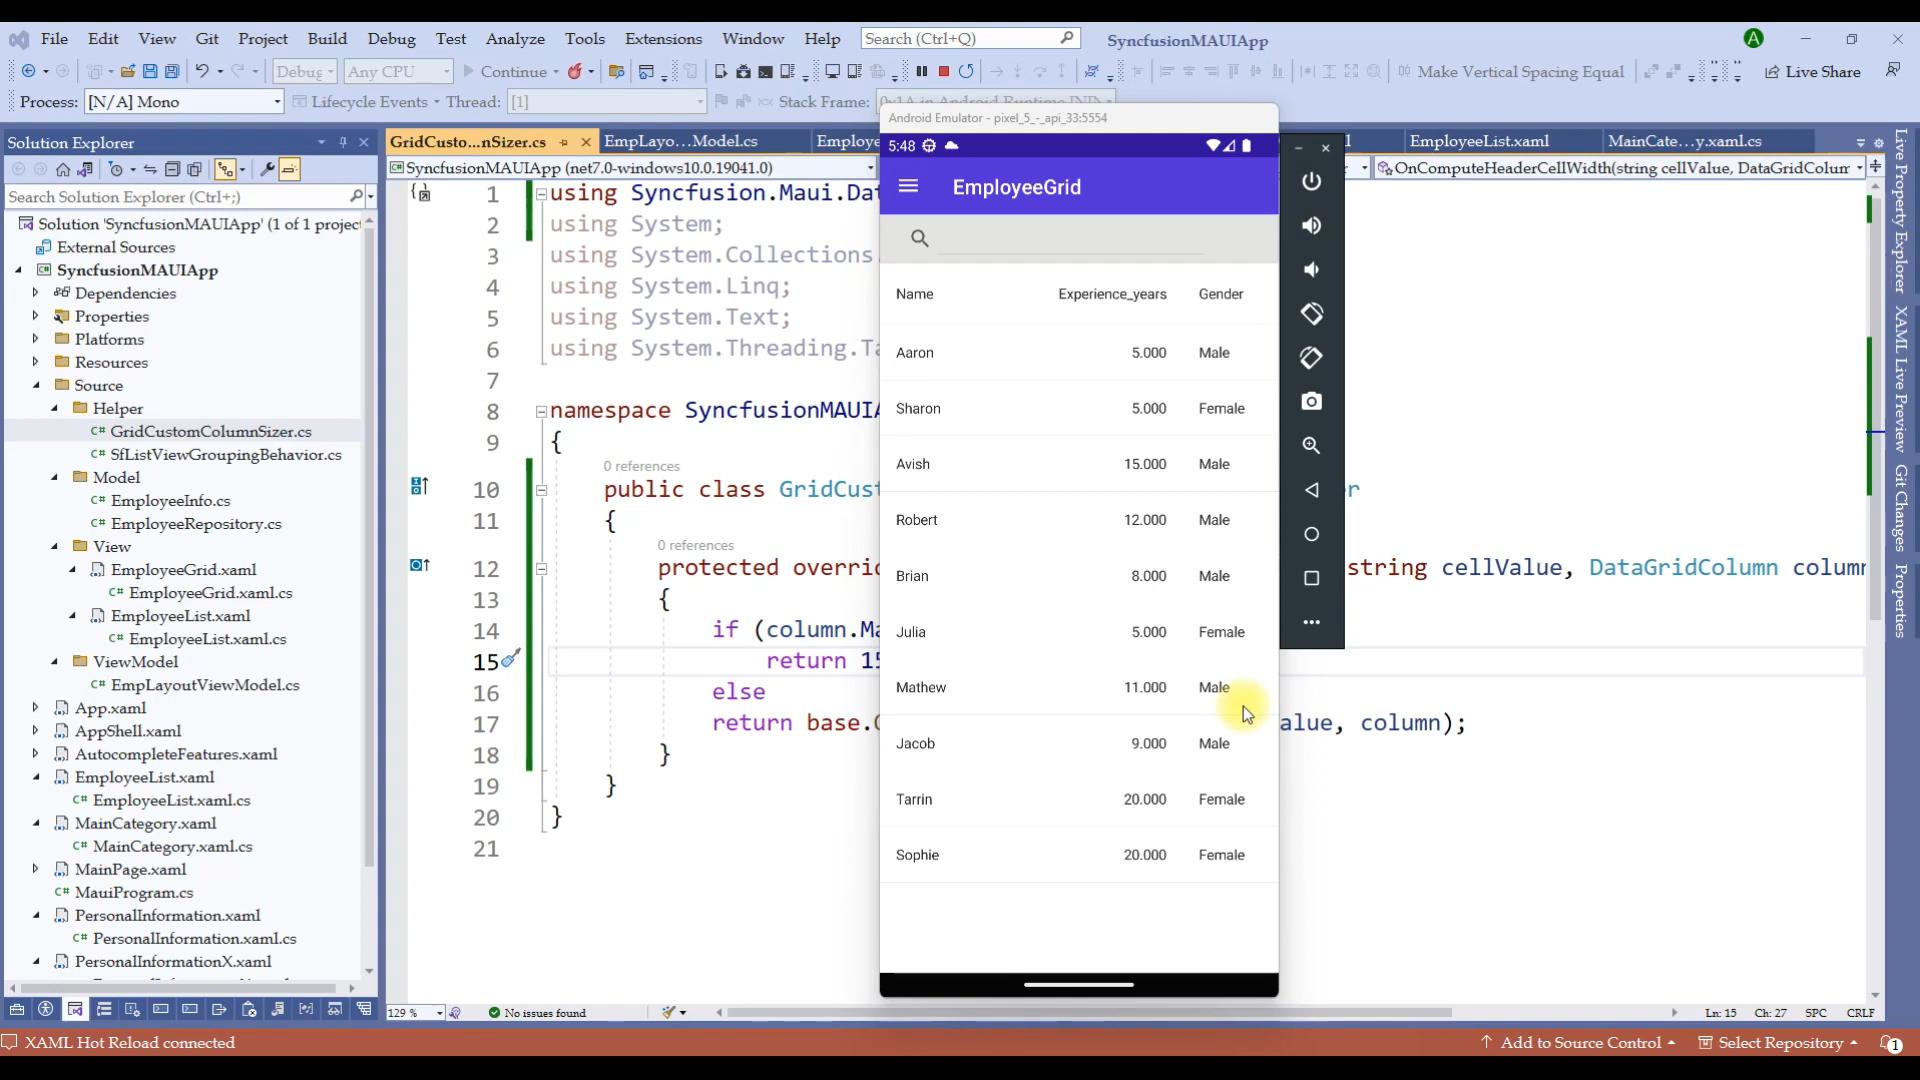 File Edit View Git Project Build Debug Test Analyze Tools Extensions Window Help Search (Ctrl+Q) SyncfusionMAUIApp A
Debug Any CPU Continue Make Vertical Spacing Equal Live Share
Process: [N/A] Mono Lifecycle Events Thread: [1] Stack Frame:
Solution Explorer
Search Solution Explorer (Ctrl+;)
Solution 'SyncfusionMAUIApp' (1 of 1 project
External Sources
SyncfusionMAUIApp
Dependencies
Properties
Platforms
Resources
Source
Helper
GridCustomColumnSizer.cs
SfListViewGroupingBehavior.cs
Model
EmployeeInfo.cs
EmployeeRepository.cs
View
EmployeeGrid.xaml
EmployeeGrid.xaml.cs
EmployeeList.xaml
EmployeeList.xaml.cs
ViewModel
EmpLayoutViewModel.cs
App.xaml
AppShell.xaml
AutocompleteFeatures.xaml
EmployeeList.xaml
EmployeeList.xaml.cs
MainCategory.xaml
MainCategory.xaml.cs
MainPage.xaml
MauiProgram.cs
PersonalInformation.xaml
PersonalInformation.xaml.cs
PersonalInformationX.xaml
GridCusto...nSizer.cs EmpLayo...Model.cs Employe EmployeeList.xaml MainCate...y.xaml.cs
SyncfusionMAUIApp (net7.0-windows10.0.19041.0) OnComputeHeaderCellWidth(string cellValue, DataGridColum
1 using Syncfusion.Maui.Dat
2 using System;
3 using System.Collections.
4 using System.Linq;
5 using System.Text;
6 using System.Threading.Ta
7
8 namespace SyncfusionMAUIA
9 {
0 references
10 public class GridCust r
11 {
0 references
12 protected overrid string cellValue, DataGridColumn column
13 {
14 if (column.Ma
15 return 15
16 else
17 return base.O alue, column);
18 }
19 }
20 }
21
Android Emulator - pixel_5_-_api_33:5554
5:48
EmployeeGrid
Name Experience_years Gender
Aaron 5.000 Male
Sharon 5.000 Female
Avish 15.000 Male
Robert 12.000 Male
Brian 8.000 Male
Julia 5.000 Female
Mathew 11.000 Male
Jacob 9.000 Male
Tarrin 20.000 Female
Sophie 20.000 Female
Live Property Explorer
XAML Live Preview
Git Changes
Properties
129 % No issues found Ln: 15 Ch: 27 SPC CRLF
XAML Hot Reload connected Add to Source Control Select Repository 1